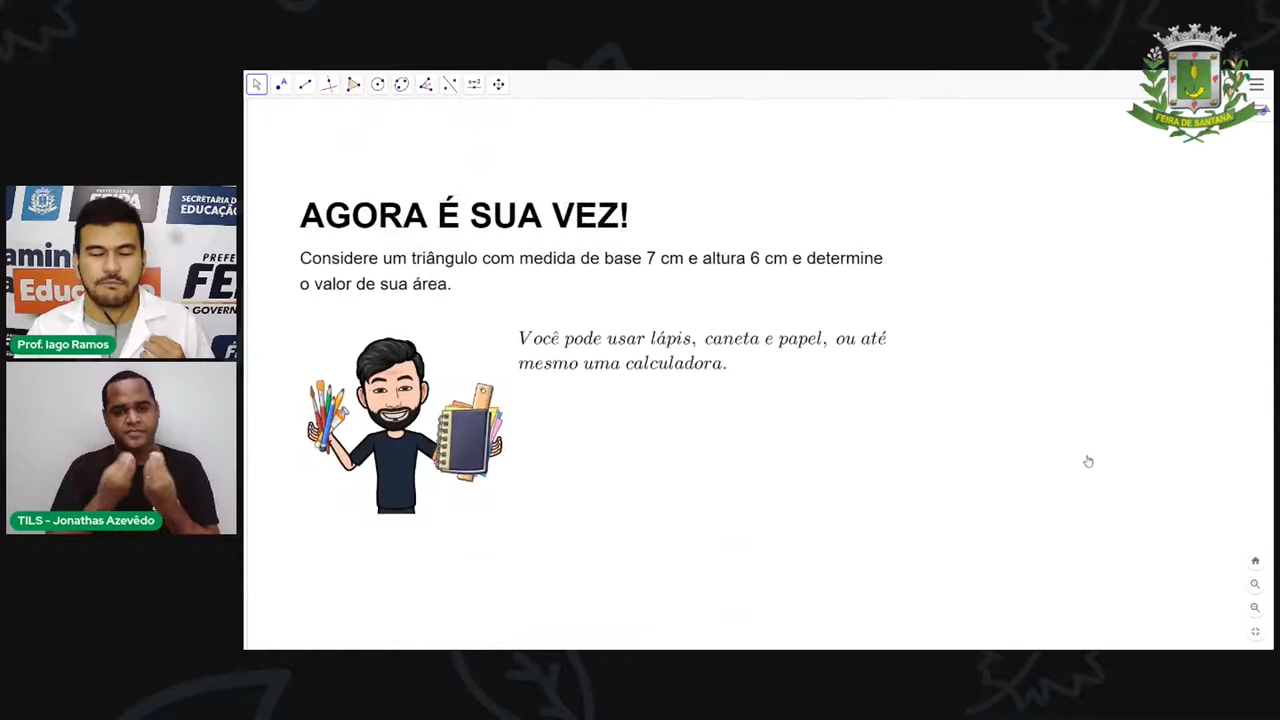 FEIRA DE SANTANA
AGORA É SUA VEZ!
Considere um triângulo com medida de base 7 cm e altura 6 cm e determine
o valor de sua área.
Você pode usar lápis, caneta e papel, ou até
mesmo uma calculadora.
SECRETARIA DE
EDUCAÇÃO
Prof. Iago Ramos
TILS - Jonathas Azevêdo